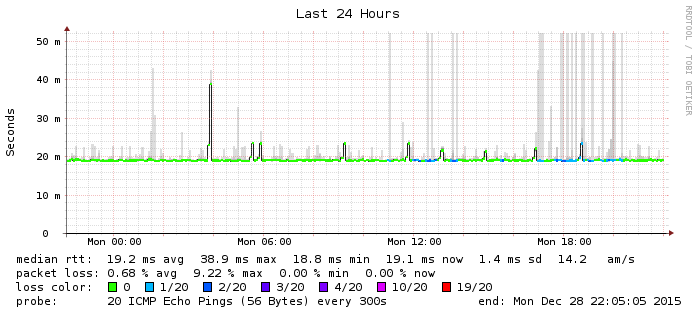 Last 24 Hours
RRDTOOL / TOBI OETIKER
Seconds
50 m
40 m
30 m
20 m
10 m
0
Mon 00:00 Mon 06:00 Mon 12:00 Mon 18:00
median rtt: 19.2 ms avg 38.9 ms max 18.8 ms min 19.1 ms now 1.4 ms sd 14.2 am/s
packet loss: 0.68 % avg 9.22 % max 0.00 % min 0.00 % now
loss color: 0 1/20 2/20 3/20 4/20 10/20 19/20
probe: 20 ICMP Echo Pings (56 Bytes) every 300s end: Mon Dec 28 22:05:05 2015